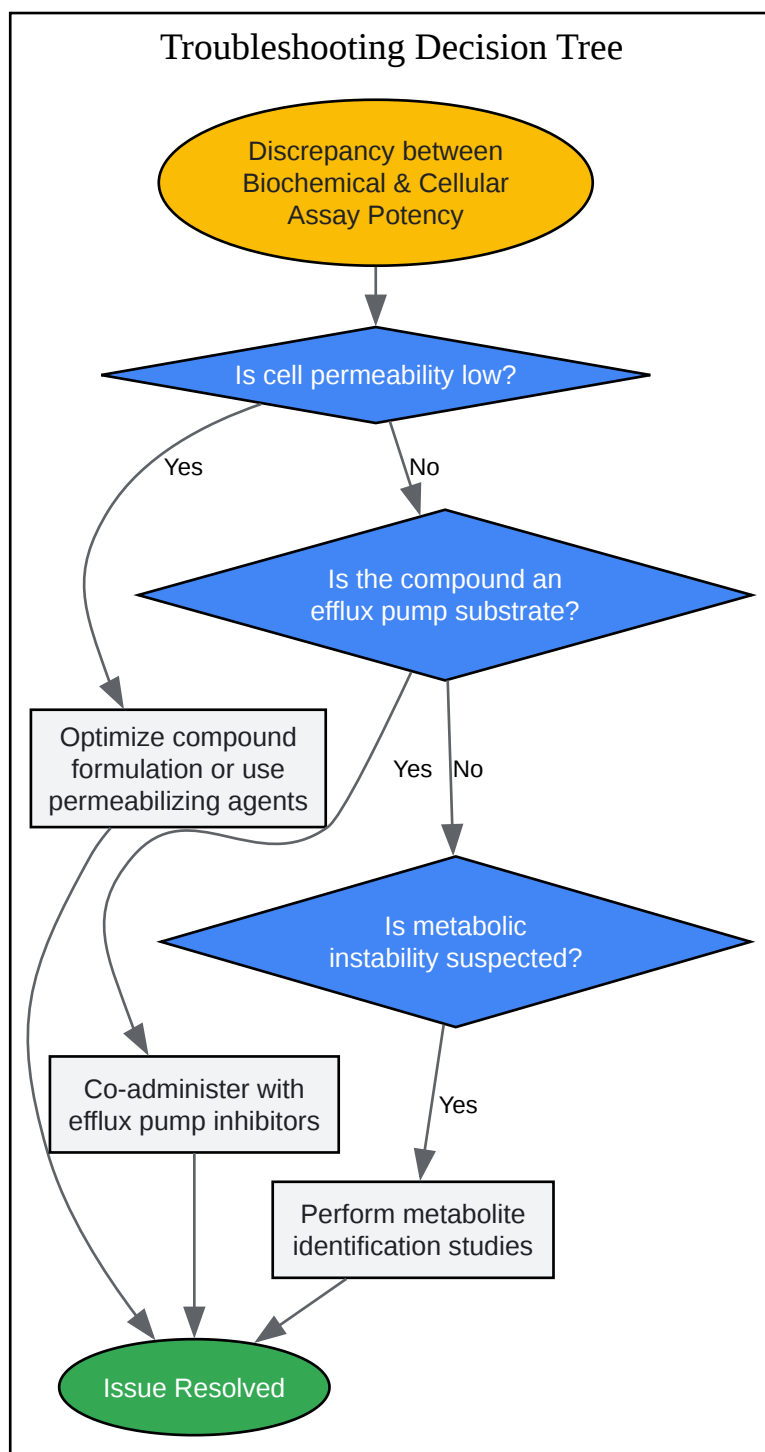 Troubleshooting Decision Tree
Discrepancy between
Biochemical & Cellular
Assay Potency
Is cell permeability low?
Yes
No
Is the compound an
efflux pump substrate?
Optimize compound
formulation or use
permeabilizing agents
Yes
No
Is metabolic
instability suspected?
Co-administer with
efflux pump inhibitors
Yes
Perform metabolite
identification studies
Issue Resolved